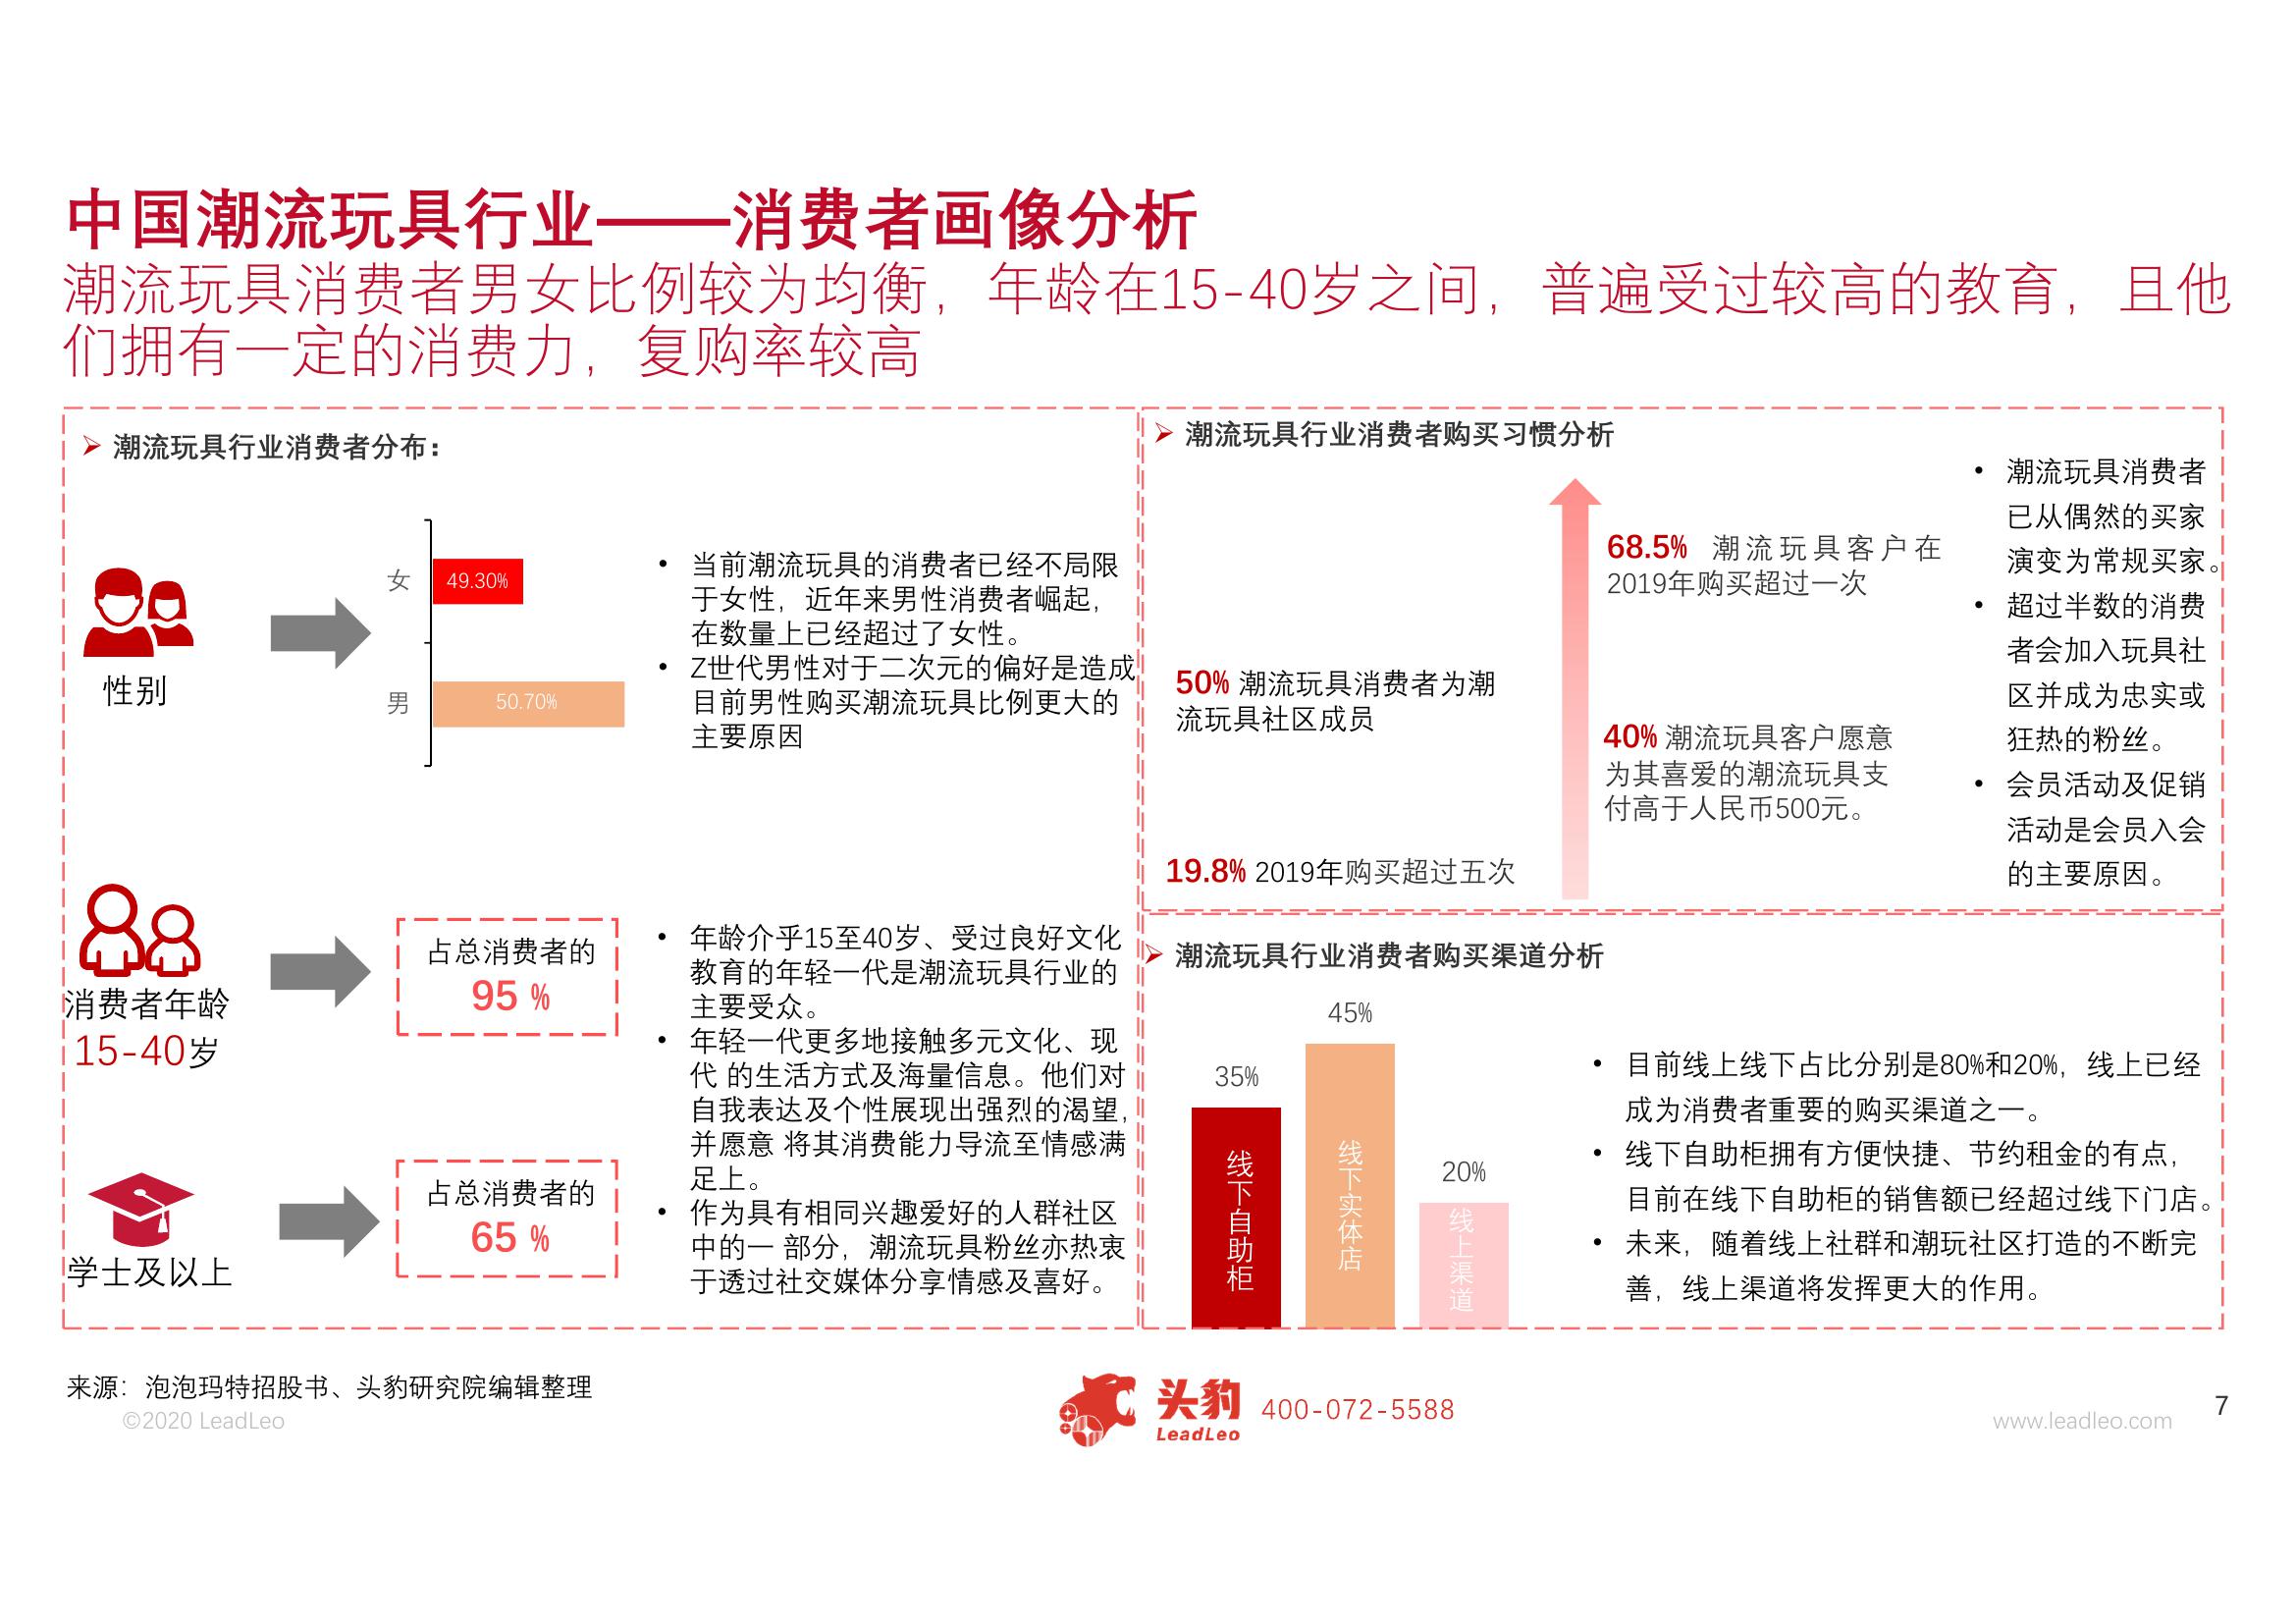 中国潮流玩具行业——消费者画像分析
潮流玩具消费者男女比例较为均衡，年龄在15-40岁之间，普遍受过较高的教育，且他
们拥有一定的消费力，复购率较高
潮流玩具行业消费者分布：
性别
女
49.30%
男
50.70%
• 当前潮流玩具的消费者已经不局限
于女性，近年来男性消费者崛起，
在数量上已经超过了女性。
• Z世代男性对于二次元的偏好是造成
目前男性购买潮流玩具比例更大的
主要原因
消费者年龄
15-40岁
占总消费者的
95 %
学士及以上
占总消费者的
65 %
• 年龄介乎15至40岁、受过良好文化
教育的年轻一代是潮流玩具行业的
主要受众。
• 年轻一代更多地接触多元文化、现
代 的生活方式及海量信息。他们对
自我表达及个性展现出强烈的渴望，
并愿意 将其消费能力导流至情感满
足上。
• 作为具有相同兴趣爱好的人群社区
中的一 部分，潮流玩具粉丝亦热衷
于透过社交媒体分享情感及喜好。
潮流玩具行业消费者购买习惯分析
68.5% 潮流玩具客户在
2019年购买超过一次
50% 潮流玩具消费者为潮
流玩具社区成员
40% 潮流玩具客户愿意
为其喜爱的潮流玩具支
付高于人民币500元。
19.8% 2019年购买超过五次
• 潮流玩具消费者
已从偶然的买家
演变为常规买家。
• 超过半数的消费
者会加入玩具社
区并成为忠实或
狂热的粉丝。
• 会员活动及促销
活动是会员入会
的主要原因。
潮流玩具行业消费者购买渠道分析
35%
线下自助柜
45%
线下实体店
20%
线上渠道
• 目前线上线下占比分别是80%和20%，线上已经
成为消费者重要的购买渠道之一。
• 线下自助柜拥有方便快捷、节约租金的有点，
目前在线下自助柜的销售额已经超过线下门店。
• 未来，随着线上社群和潮玩社区打造的不断完
善，线上渠道将发挥更大的作用。
来源：泡泡玛特招股书、头豹研究院编辑整理
©2020 LeadLeo
头豹
LeadLeo
400-072-5588
www.leadleo.com
7